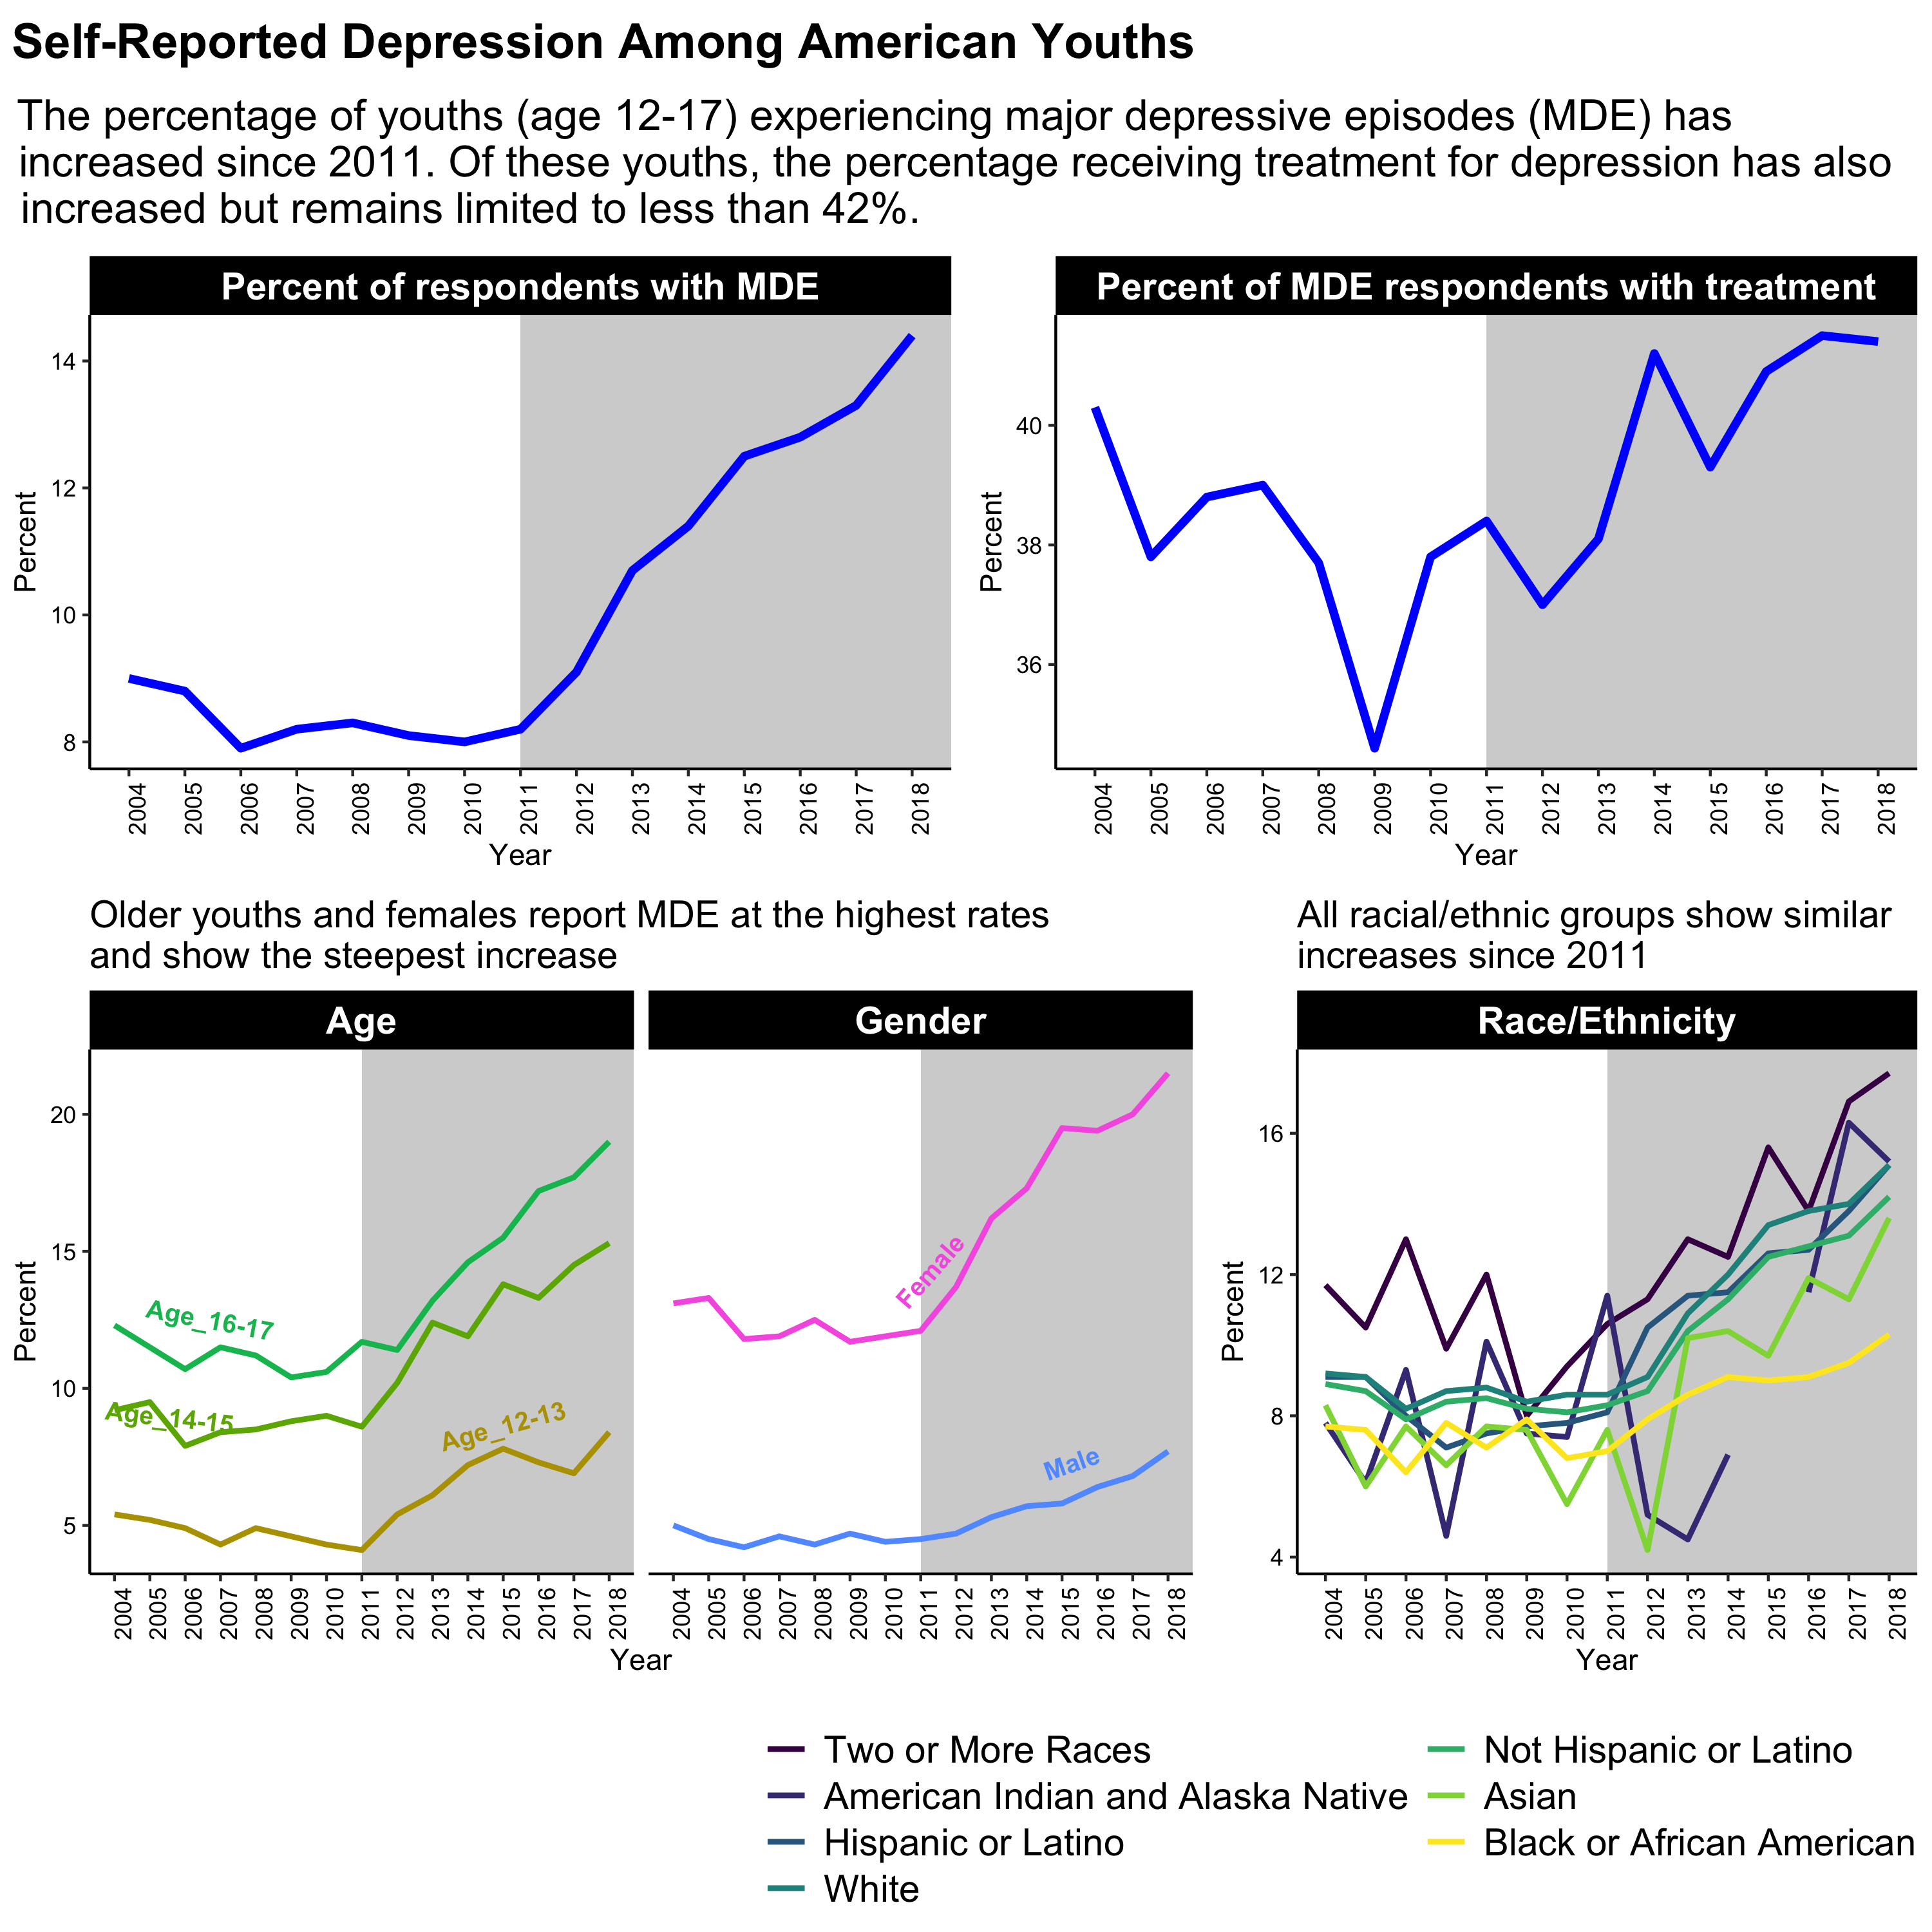 Self-Reported Depression Among American Youths
The percentage of youths (age 12-17) experiencing major depressive episodes (MDE) has
increased since 2011. Of these youths, the percentage receiving treatment for depression has also
increased but remains limited to less than 42%.
Percent of respondents with MDE
Percent
14
12
10
8
2004 2005 2006 2007 2008 2009 2010 2011 2012 2013 2014 2015 2016 2017 2018
Year
Percent of MDE respondents with treatment
Percent
40
38
36
2004 2005 2006 2007 2008 2009 2010 2011 2012 2013 2014 2015 2016 2017 2018
Year
Older youths and females report MDE at the highest rates
and show the steepest increase
Age
Percent
20
15
10
5
Age_16-17
Age_14-15
Age_12-13
2004 2005 2006 2007 2008 2009 2010 2011 2012 2013 2014 2015 2016 2017 2018
Gender
Female
Male
2004 2005 2006 2007 2008 2009 2010 2011 2012 2013 2014 2015 2016 2017 2018
Year
All racial/ethnic groups show similar
increases since 2011
Race/Ethnicity
Percent
16
12
8
4
2004 2005 2006 2007 2008 2009 2010 2011 2012 2013 2014 2015 2016 2017 2018
Year
Two or More Races
American Indian and Alaska Native
Hispanic or Latino
White
Not Hispanic or Latino
Asian
Black or African American